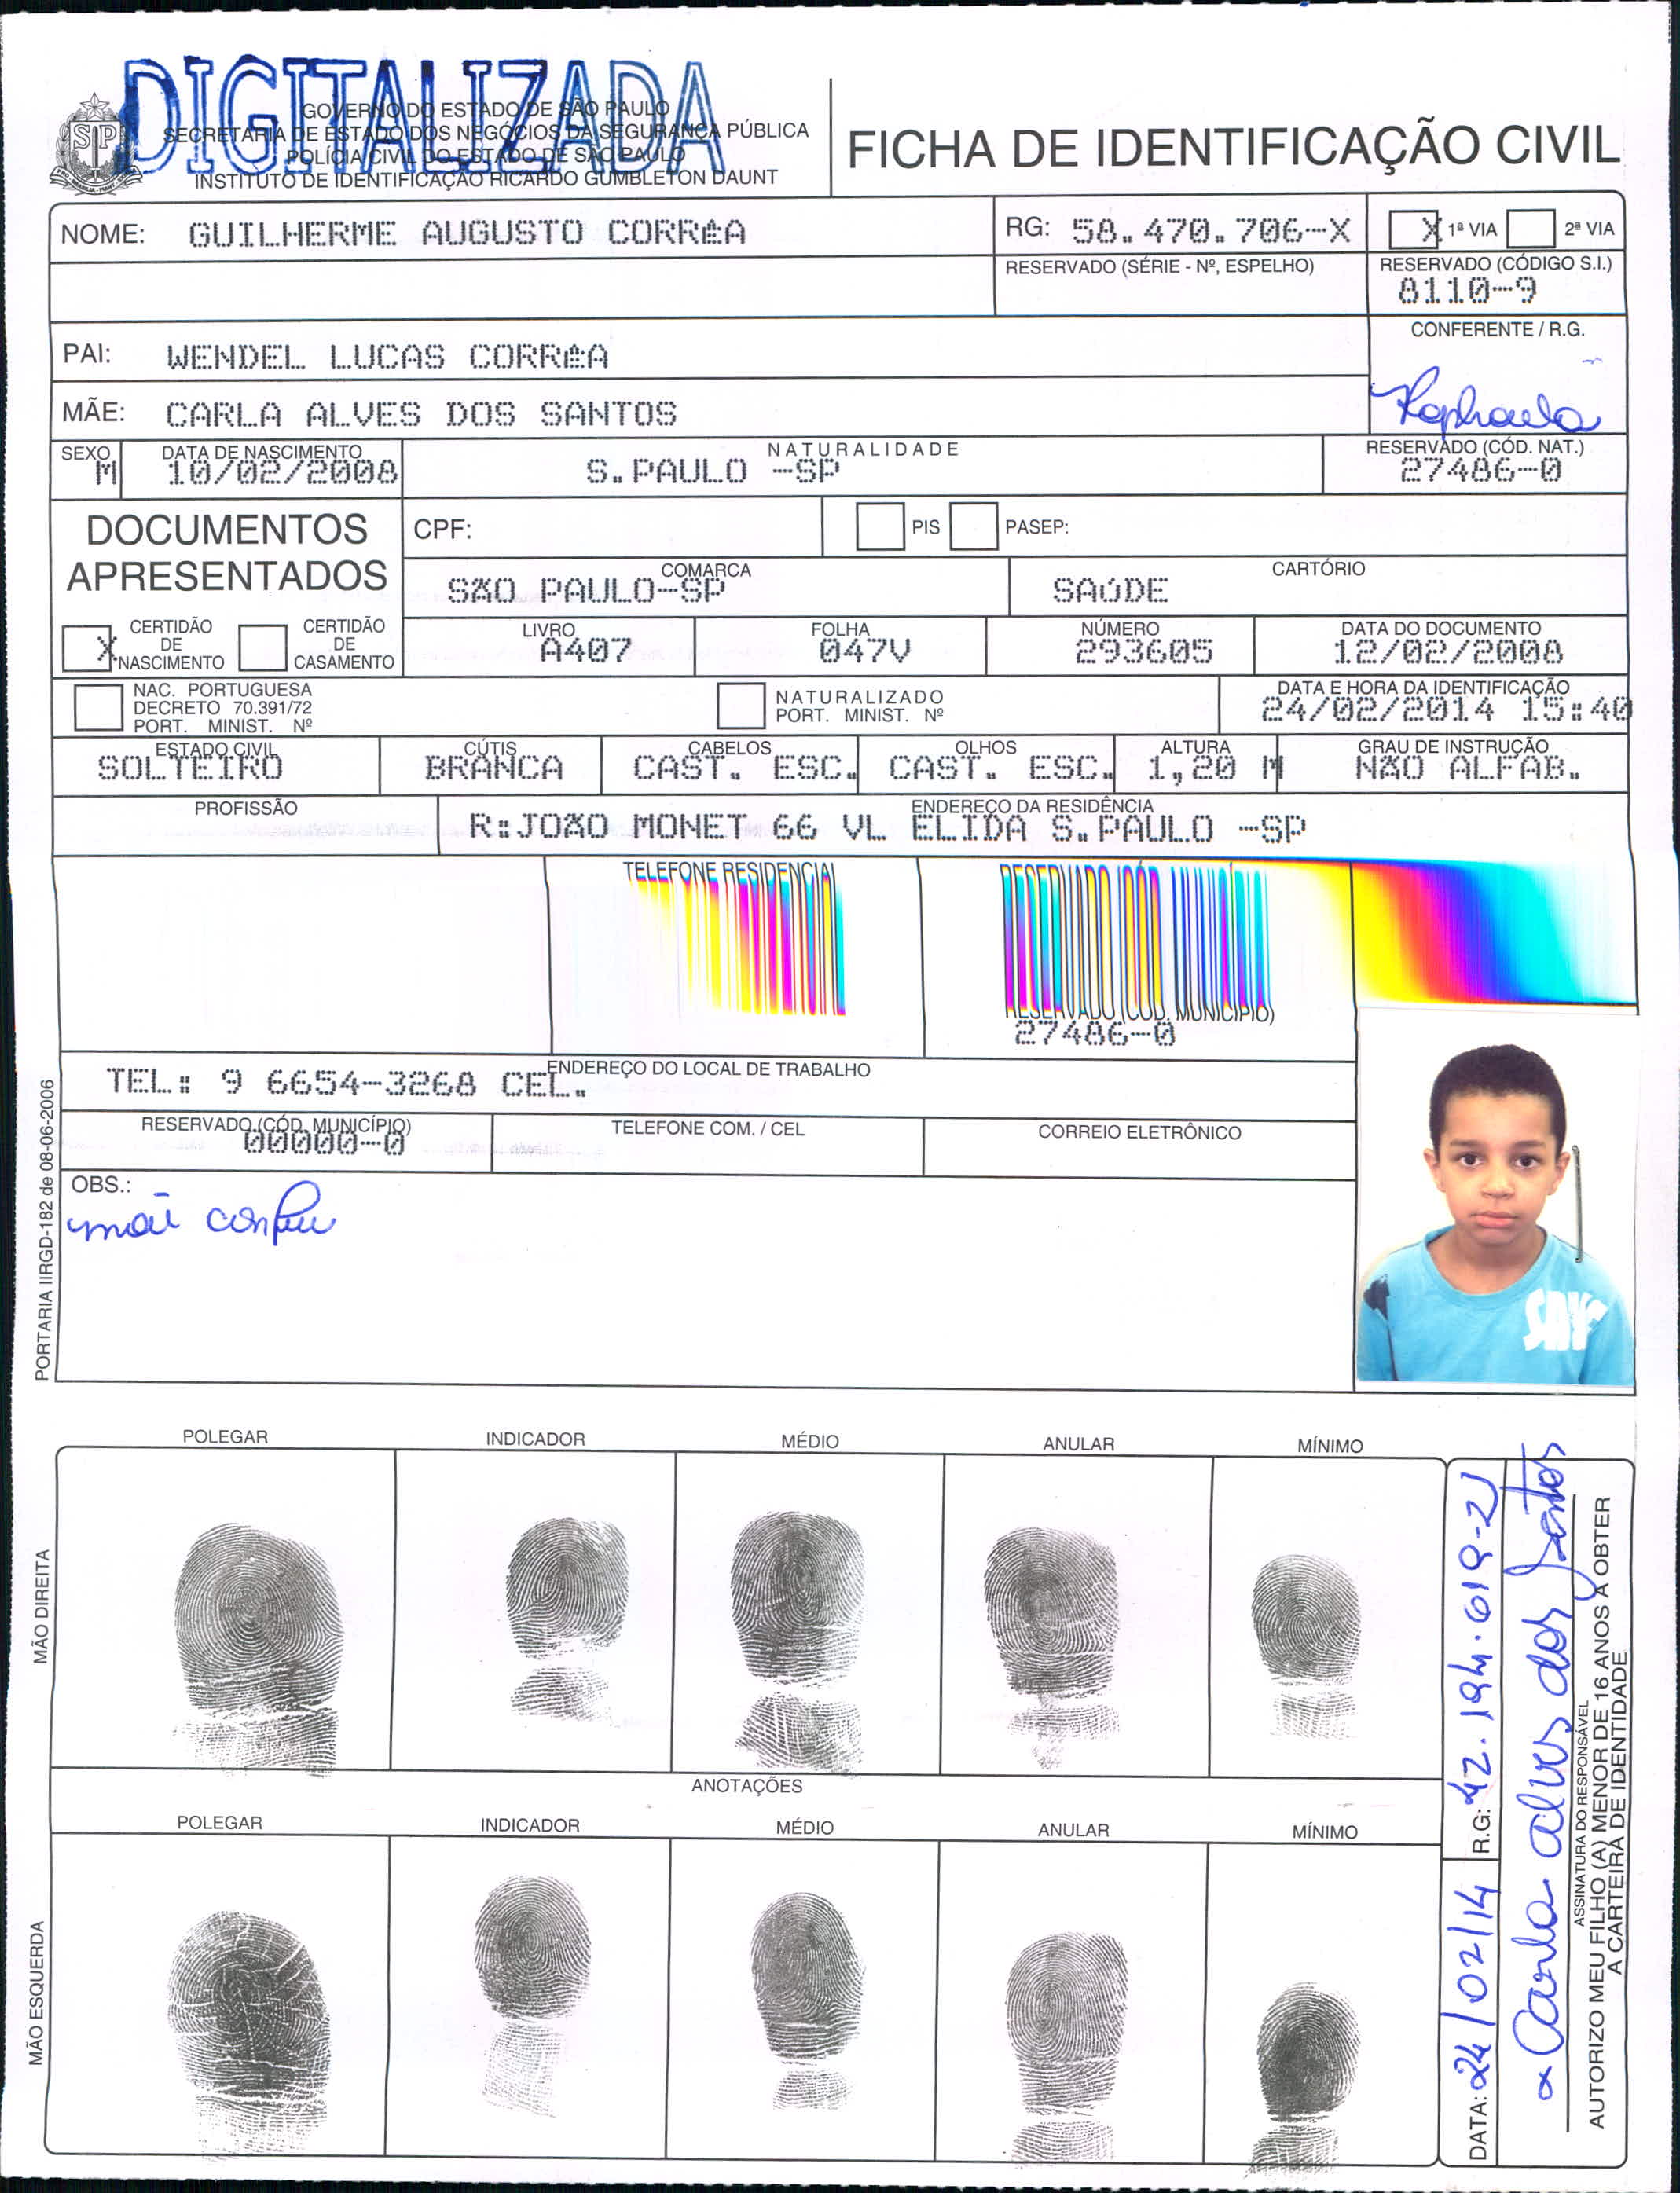 DIGITALIZADA
GOVERNO DO ESTADO DE SÃO PAULO
SECRETARIA DE ESTADO DOS NEGÓCIOS DA SEGURANÇA PÚBLICA
POLÍCIA CIVIL DO ESTADO DE SÃO PAULO
INSTITUTO DE IDENTIFICAÇÃO RICARDO GUMBLETON DAUNT
FICHA DE IDENTIFICAÇÃO CIVIL
NOME: GUILHERME AUGUSTO CORRêA
RG: 58.470.706-X
X 1ª VIA 2ª VIA
RESERVADO (SÉRIE - Nº, ESPELHO)
RESERVADO (CÓDIGO S.I.)
8110-9
PAI: WENDEL LUCAS CORRêA
CONFERENTE / R.G.
Raphaela
MÃE: CARLA ALVES DOS SANTOS
SEXO
M
DATA DE NASCIMENTO
10/02/2008
NATURALIDADE
S.PAULO -SP
RESERVADO (CÓD. NAT.)
27486-0
DOCUMENTOS
APRESENTADOS
CPF:
PIS PASEP:
COMARCA
SãO PAULO-SP
CARTÓRIO
SAúDE
X CERTIDÃO DE NASCIMENTO
CERTIDÃO DE CASAMENTO
LIVRO
A407
FOLHA
047V
NÚMERO
293605
DATA DO DOCUMENTO
12/02/2008
NAC. PORTUGUESA
DECRETO 70.391/72
PORT. MINIST. Nº
NATURALIZADO
PORT. MINIST. Nº
DATA E HORA DA IDENTIFICAÇÃO
24/02/2014 15:40
ESTADO CIVIL
SOLTEIRO
CÚTIS
BRANCA
CABELOS
CAST. ESC.
OLHOS
CAST. ESC.
ALTURA
1,20 M
GRAU DE INSTRUÇÃO
NãO ALFAB.
PROFISSÃO
ENDEREÇO DA RESIDÊNCIA
R:JOãO MONET 66 VL ELIDA S.PAULO -SP
TELEFONE RESIDENCIAL
RESERVADO (CÓD. MUNICÍPIO)
27486-0
ENDEREÇO DO LOCAL DE TRABALHO
TEL: 9 6654-3268 CEL.
RESERVADO (CÓD. MUNICÍPIO)
00000-0
TELEFONE COM. / CEL
CORREIO ELETRÔNICO
OBS.:
mãe
SAVE
PORTARIA IIRGD-182 de 08-06-2006
POLEGAR INDICADOR MÉDIO ANULAR MÍNIMO
MÃO DIREITA
ANOTAÇÕES
POLEGAR INDICADOR MÉDIO ANULAR MÍNIMO
MÃO ESQUERDA
DATA: 24/02/14 R.G: 42.194.619-2
x Carla alves dos Santos
ASSINATURA DO RESPONSÁVEL
AUTORIZO MEU FILHO (A) MENOR DE 16 ANOS A OBTER
A CARTEIRA DE IDENTIDADE